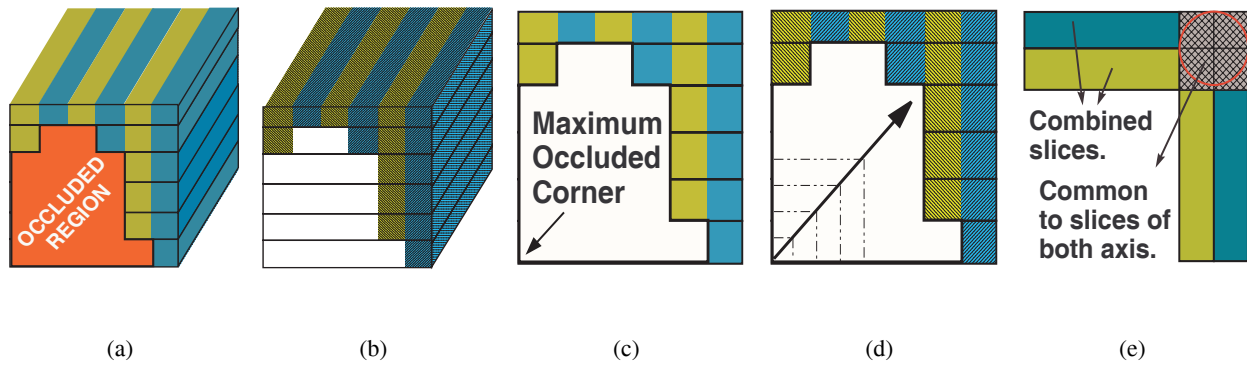 OCCLUDED
REGION
Maximum
Occluded
Corner
Combined
slices.
Common
to slices of
both axis.
(a)
(b)
(c)
(d)
(e)